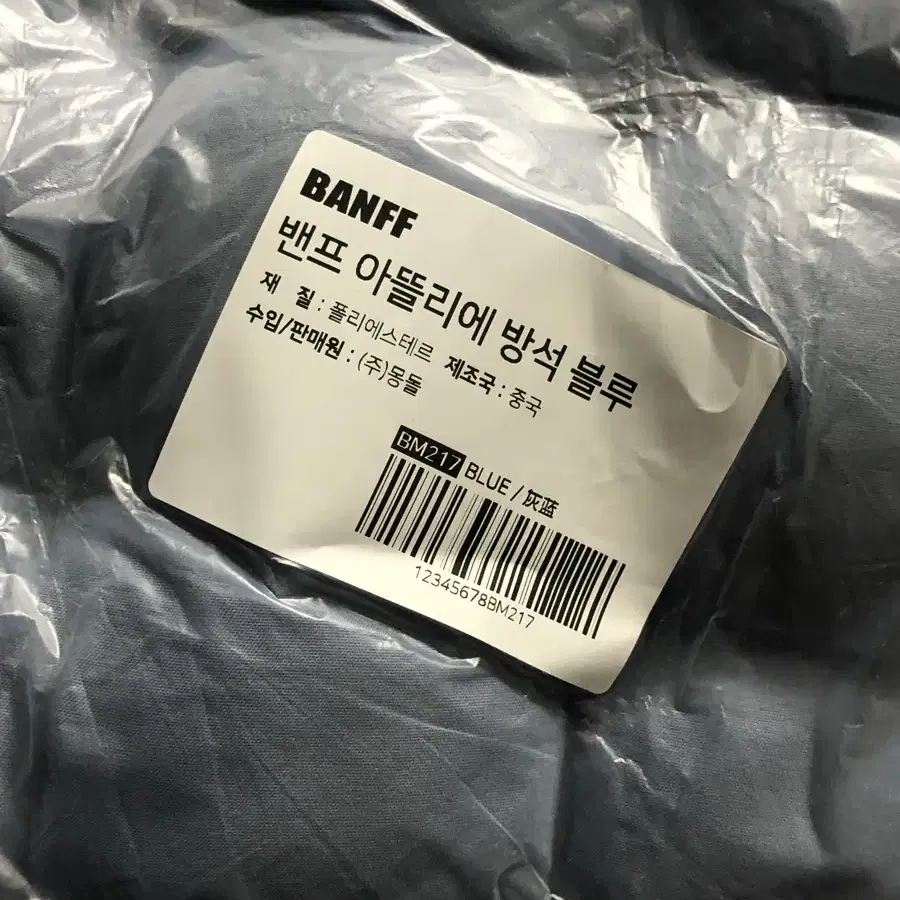 BANFF
밴프 아뜰리에 방석 블루
재 질 : 폴리에스테르 제조국 : 중국
수입/판매원 : (주)몽돌
BM217 BLUE / 灰蓝
12345678BM217